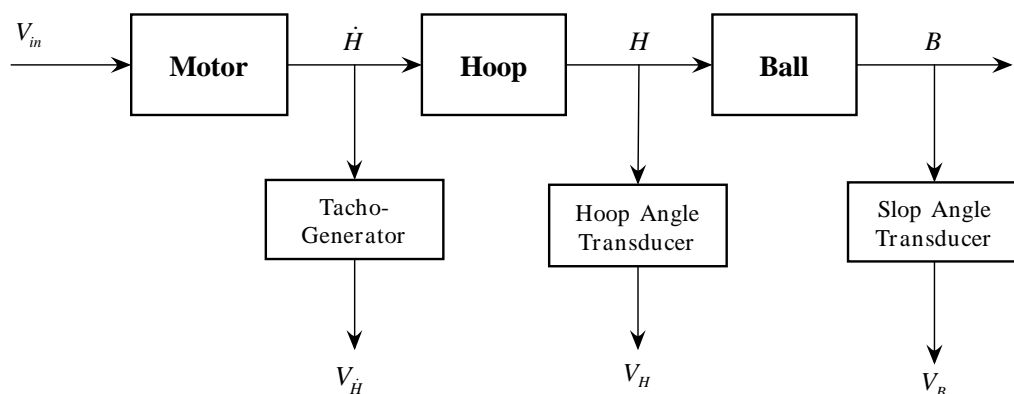 V_in
Motor
Ḣ
Hoop
H
Ball
B
Tacho-
Generator
Hoop Angle
Transducer
Slop Angle
Transducer
V_Ḣ
V_H
V_B